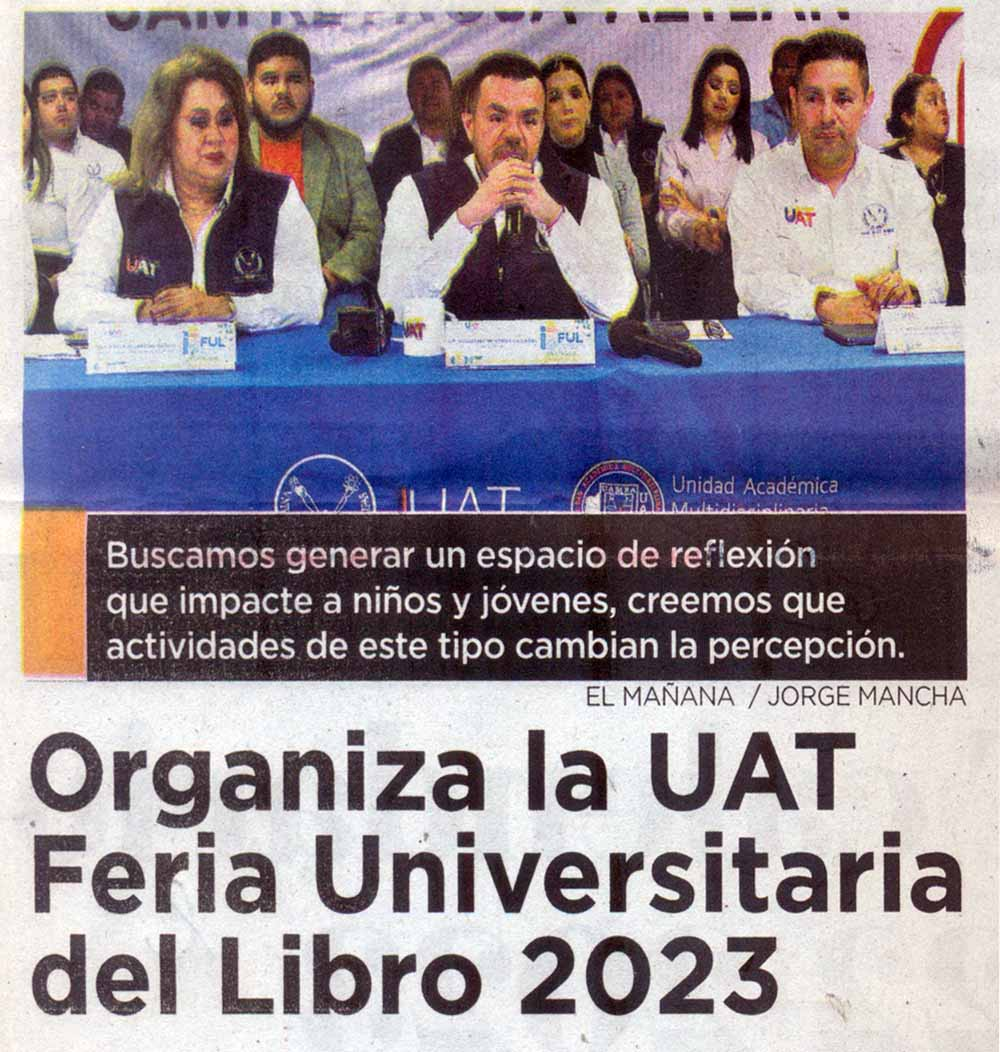 UAT
UAT
UAT
FUL
FUL
UAT
Unidad Académica
Multidisciplinaria
Buscamos generar un espacio de reflexión
que impacte a niños y jóvenes, creemos que
actividades de este tipo cambian la percepción.
EL MAÑANA / JORGE MANCHA
Organiza la UAT
Feria Universitaria
del Libro 2023